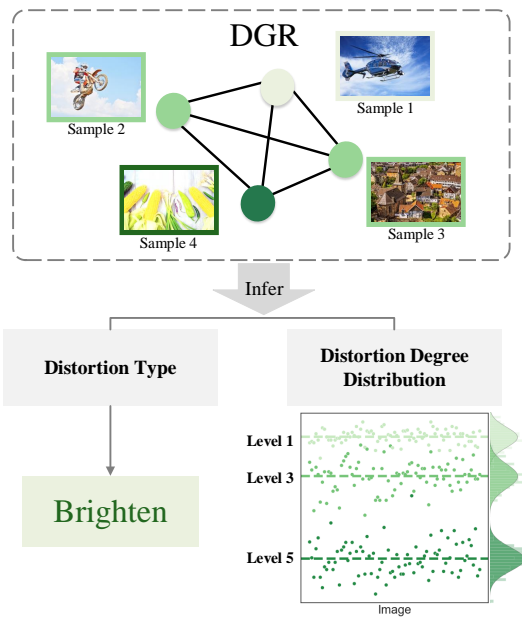 DGR
Sample 1
Sample 2
Sample 3
Sample 4
Infer
Distortion Type
Distortion Degree
Distribution
Brighten
Level 1
Level 3
Level 5
Image